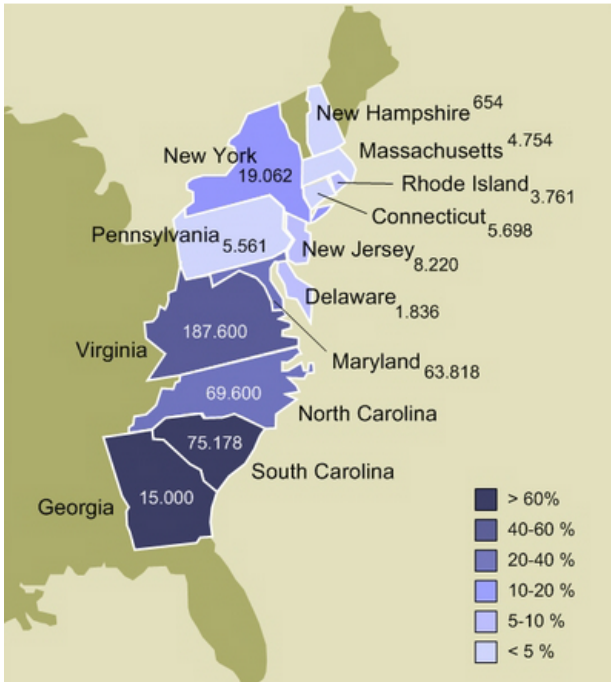 New Hampshire 654
Massachusetts 4.754
New York 19.062
Rhode Island 3.761
Connecticut 5.698
Pennsylvania 5.561
New Jersey 8.220
Delaware 1.836
Virginia 187.600
Maryland 63.818
North Carolina 69.600
South Carolina 75.178
Georgia 15.000
> 60%
40-60 %
20-40 %
10-20 %
5-10 %
< 5 %